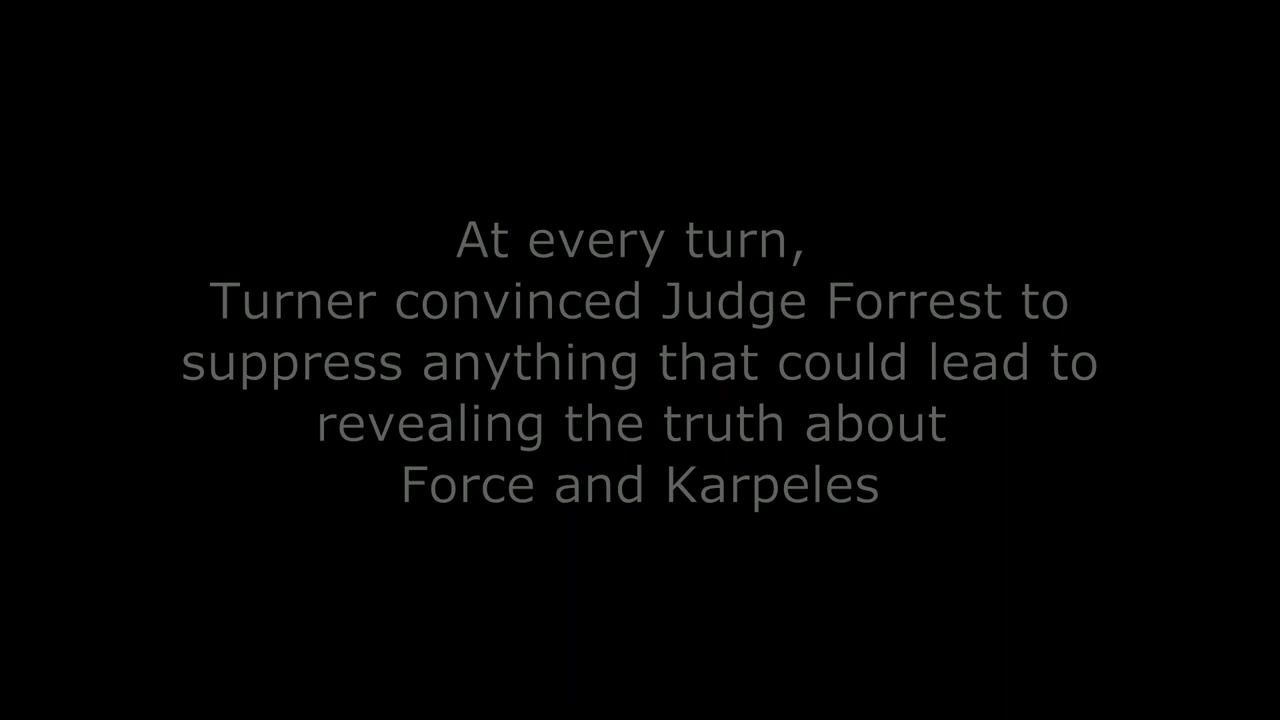 At every turn,
Turner convinced Judge Forrest to
suppress anything that could lead to
revealing the truth about
Force and Karpeles